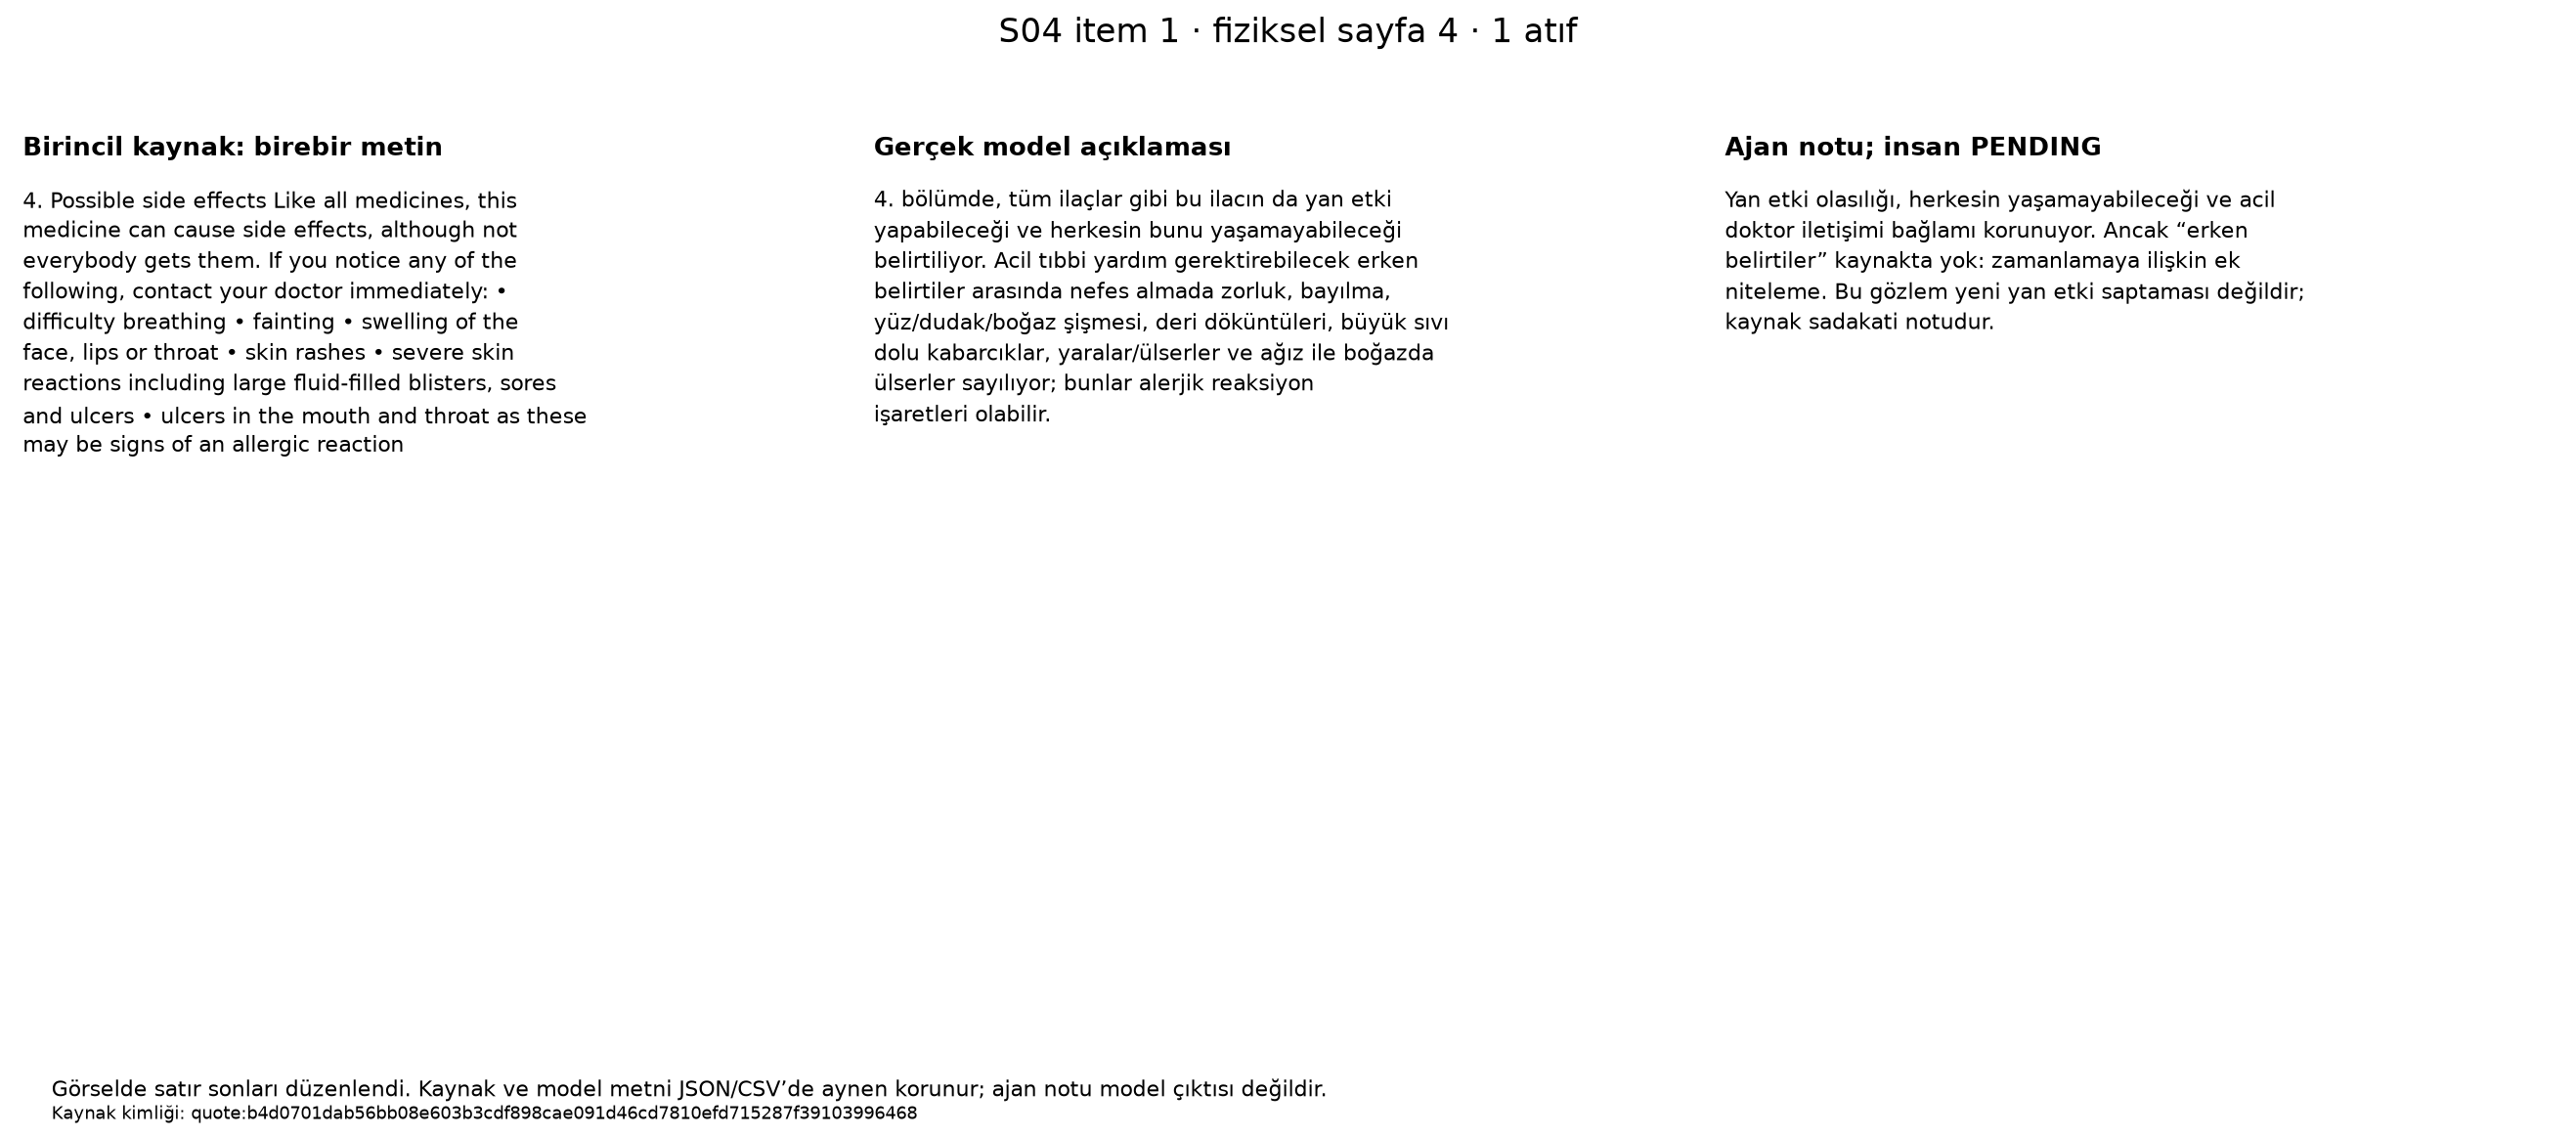 S04 item 1 · fiziksel sayfa 4 · 1 atıf
Birincil kaynak: birebir metin
4. Possible side effects Like all medicines, this
medicine can cause side effects, although not
everybody gets them. If you notice any of the
following, contact your doctor immediately: •
difficulty breathing • fainting • swelling of the
face, lips or throat • skin rashes • severe skin
reactions including large fluid-filled blisters, sores
and ulcers • ulcers in the mouth and throat as these
may be signs of an allergic reaction
Gerçek model açıklaması
4. bölümde, tüm ilaçlar gibi bu ilacın da yan etki
yapabileceği ve herkesin bunu yaşamayabileceği
belirtiliyor. Acil tıbbi yardım gerektirebilecek erken
belirtiler arasında nefes almada zorluk, bayılma,
yüz/dudak/boğaz şişmesi, deri döküntüleri, büyük sıvı
dolu kabarcıklar, yaralar/ülserler ve ağız ile boğazda
ülserler sayılıyor; bunlar alerjik reaksiyon
işaretleri olabilir.
Ajan notu; insan PENDING
Yan etki olasılığı, herkesin yaşamayabileceği ve acil
doktor iletişimi bağlamı korunuyor. Ancak “erken
belirtiler” kaynakta yok: zamanlamaya ilişkin ek
niteleme. Bu gözlem yeni yan etki saptaması değildir;
kaynak sadakati notudur.
Görselde satır sonları düzenlendi. Kaynak ve model metni JSON/CSV’de aynen korunur; ajan notu model çıktısı değildir.
Kaynak kimliği: quote:b4d0701dab56bb08e603b3cdf898cae091d46cd7810efd715287f39103996468